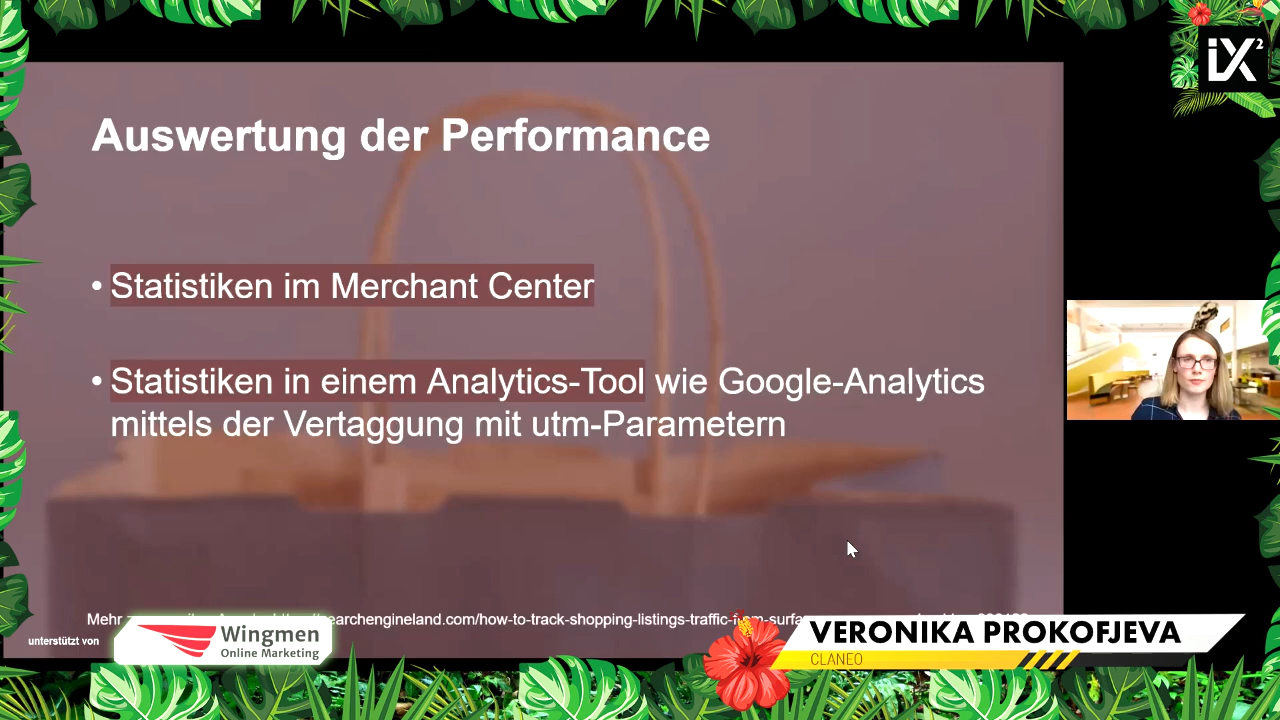 iX²
Auswertung der Performance
• Statistiken im Merchant Center
• Statistiken in einem Analytics-Tool wie Google-Analytics
mittels der Vertaggung mit utm-Parametern
Mehr earchengineland.com/how-to-track-shopping-listings-traffic-f
unterstützt von
Wingmen
Online Marketing
VERONIKA PROKOFJEVA
CLANEO